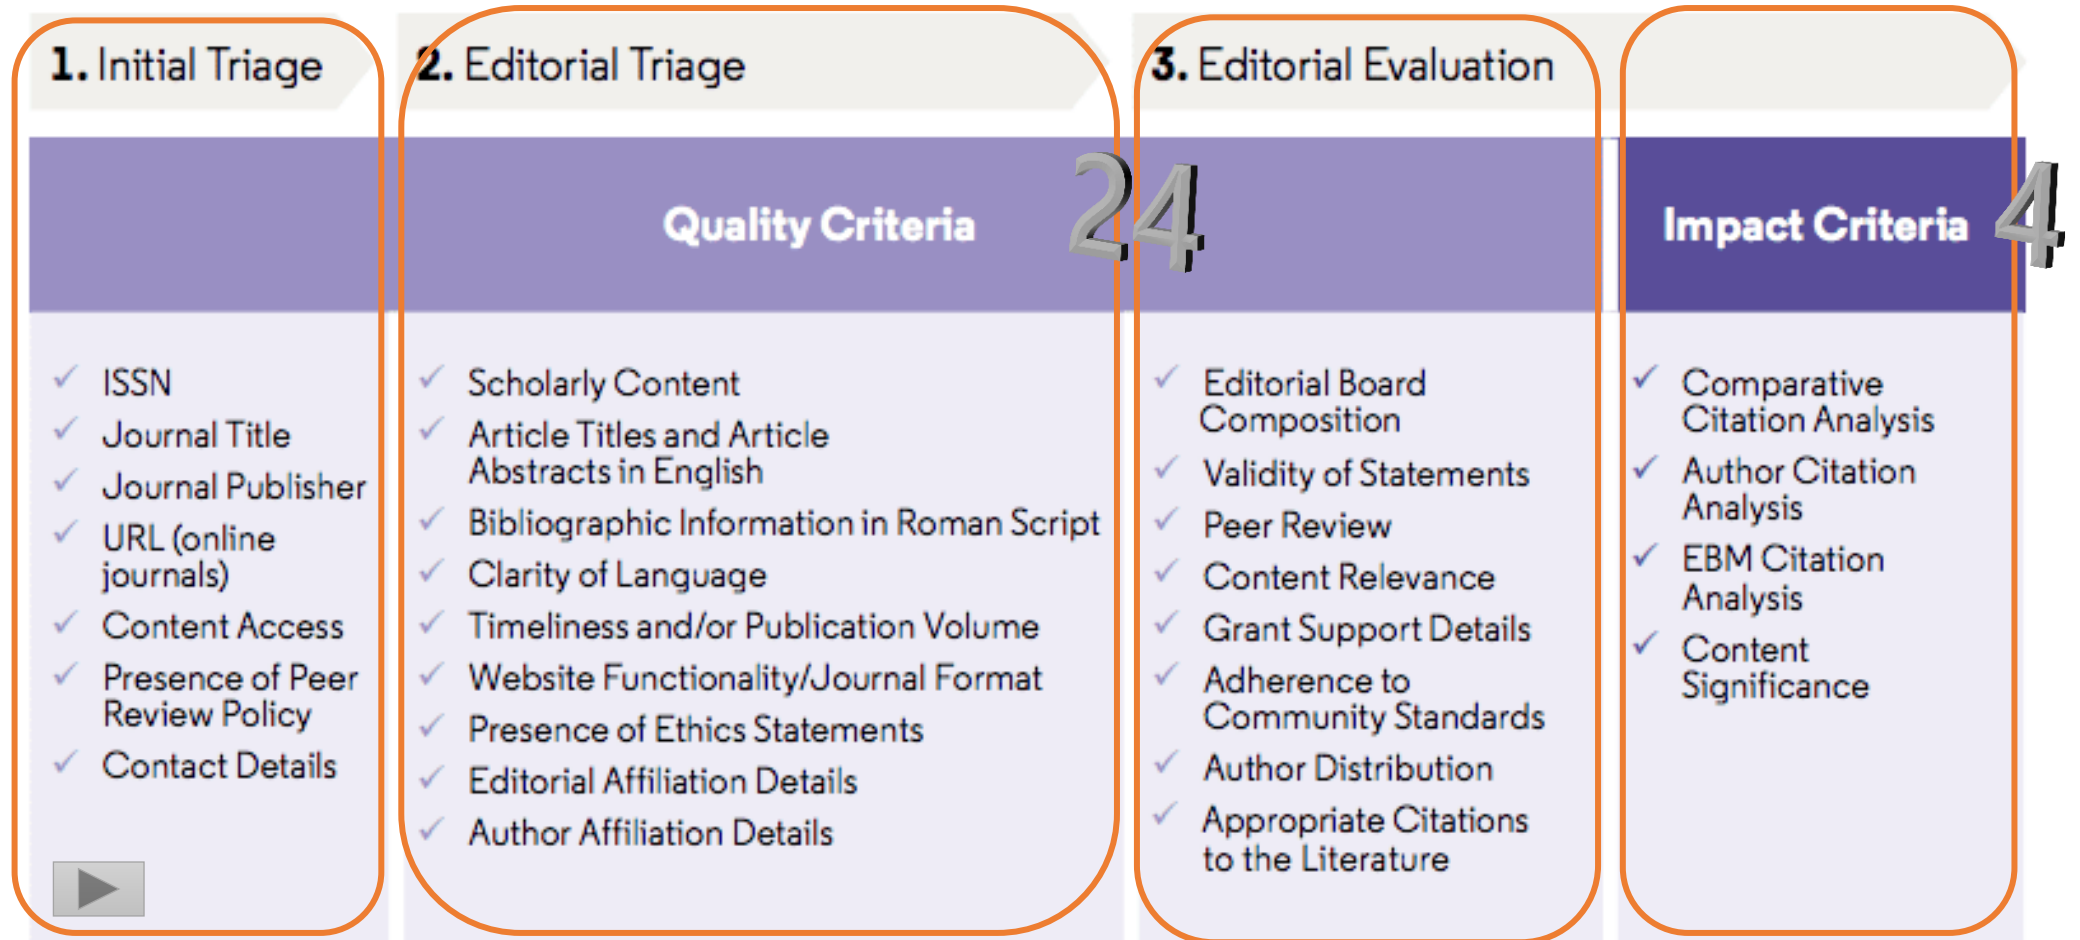 1. Initial Triage
2. Editorial Triage
3. Editorial Evaluation
Quality Criteria
24
Impact Criteria
4
ISSN
Journal Title
Journal Publisher
URL (online
journals)
Content Access
Presence of Peer
Review Policy
Contact Details
Scholarly Content
Article Titles and Article
Abstracts in English
Bibliographic Information in Roman Script
Clarity of Language
Timeliness and/or Publication Volume
Website Functionality/Journal Format
Presence of Ethics Statements
Editorial Affiliation Details
Author Affiliation Details
Editorial Board
Composition
Validity of Statements
Peer Review
Content Relevance
Grant Support Details
Adherence to
Community Standards
Author Distribution
Appropriate Citations
to the Literature
Comparative
Citation Analysis
Author Citation
Analysis
EBM Citation
Analysis
Content
Significance